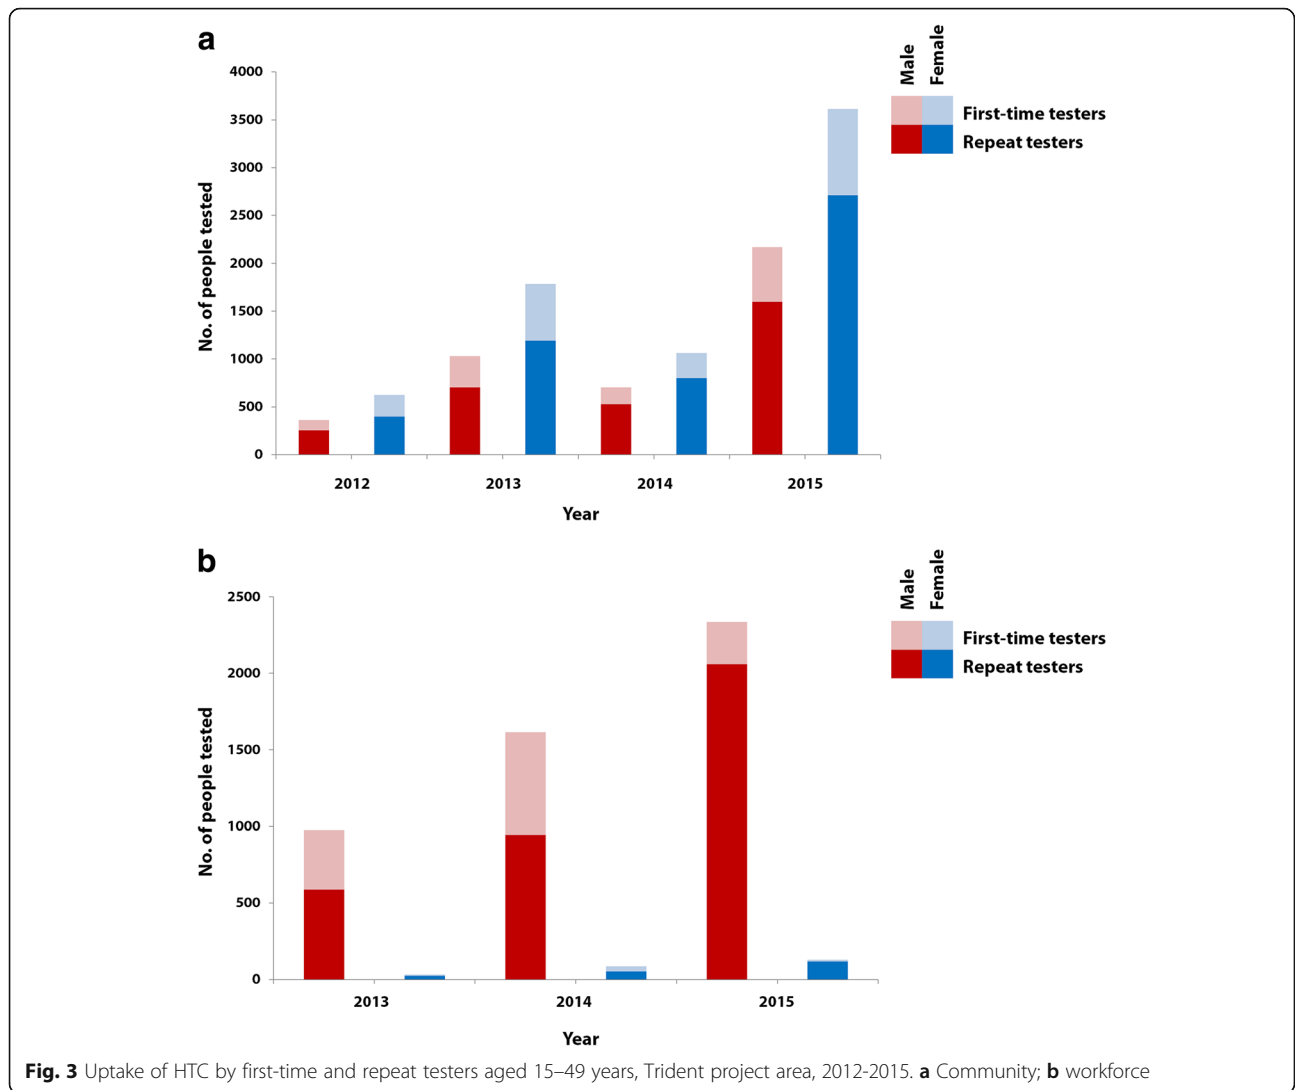 a
Male
Female
First-time testers
Repeat testers
No. of people tested
4000
3500
3000
2500
2000
1500
1000
500
0
2012 2013 2014 2015
Year
b
Male
Female
First-time testers
Repeat testers
No. of people tested
2500
2000
1500
1000
500
0
2013 2014 2015
Year
Fig. 3 Uptake of HTC by first-time and repeat testers aged 15–49 years, Trident project area, 2012-2015. a Community; b workforce